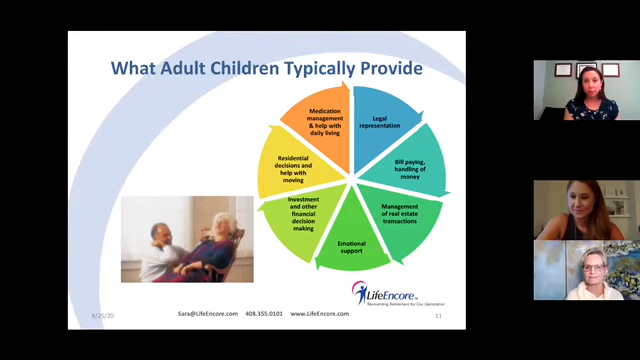 What Adult Children Typically Provide
Medication
management
& help with
daily living
Legal
representation
Residential
decisions and
help with
moving
Bill paying,
handling of
money
Investment
and other
financial
decision
making
Management
of real estate
transactions
Emotional
support
LifeEncore
Reinventing Retirement for Our Generation
8/25/20
Sara@LifeEncore.com 408.355.0101 www.LifeEncore.com
11